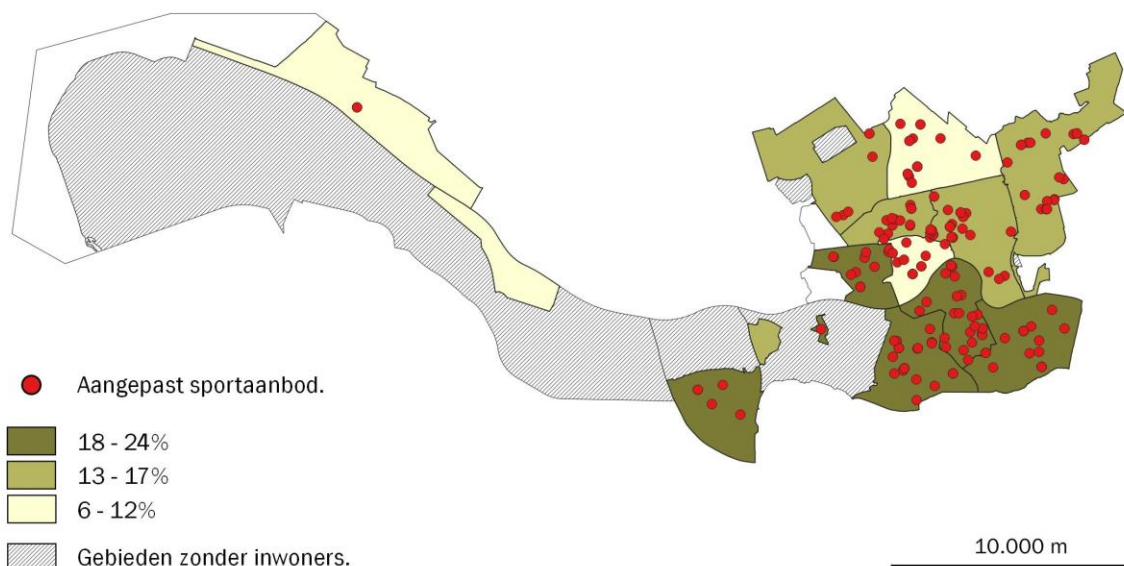 Aangepast sportaanbod.
18 - 24%
13 - 17%
6 - 12%
Gebieden zonder inwoners.
10.000 m